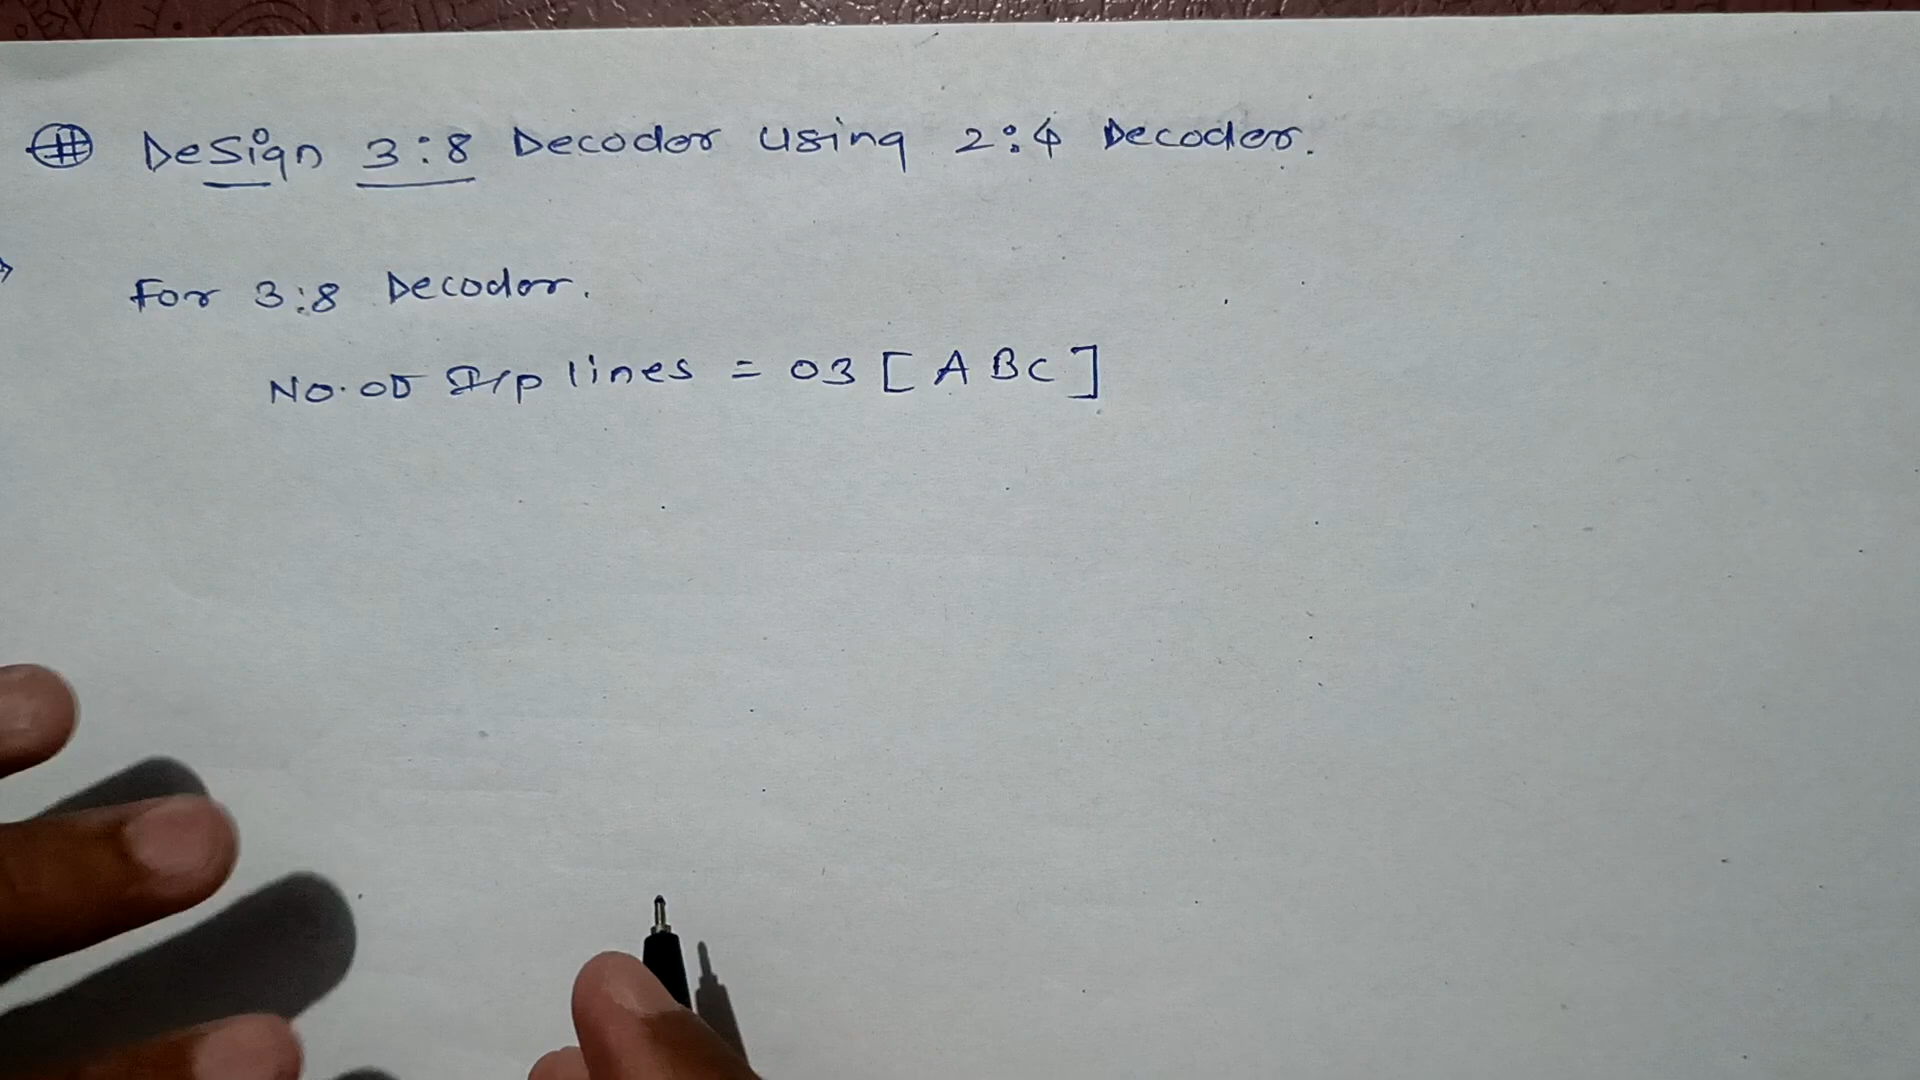 # Design 3:8 Decoder using 2:4 Decoder.
For 3:8 Decoder.
No. of I/p lines = 03 [ A B C ]